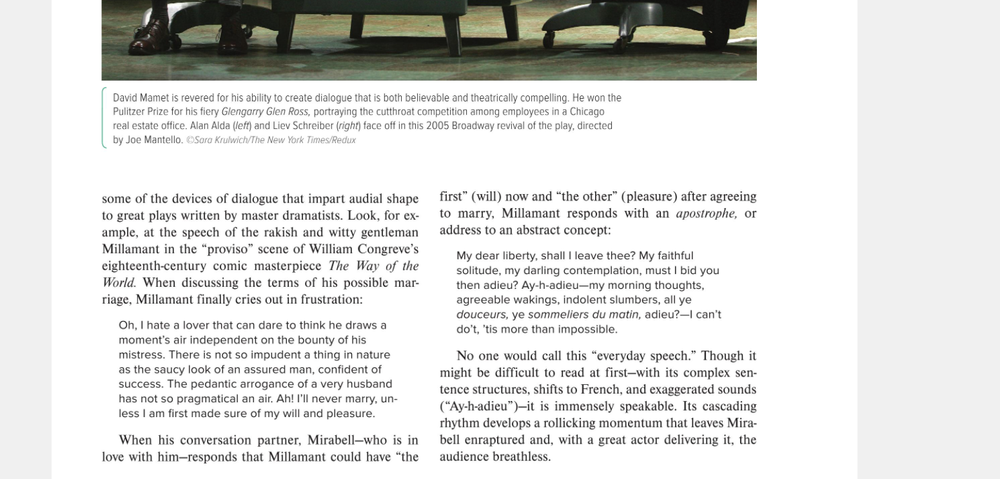 David Mamet is revered for his ability to create dialogue that is both believable and theatrically compelling. He won the
Pulitzer Prize for his fiery Glengarry Glen Ross, portraying the cutthroat competition among employees in a Chicago
real estate office. Alan Alda (left) and Liev Schreiber (right) face off in this 2005 Broadway revival of the play, directed
by Joe Mantello. ©Sara Krulwich/The New York Times/Redux
some of the devices of dialogue that impart audial shape
to great plays written by master dramatists. Look, for ex-
ample, at the speech of the rakish and witty gentleman
Millamant in the “proviso” scene of William Congreve’s
eighteenth-century comic masterpiece The Way of the
World. When discussing the terms of his possible mar-
riage, Millamant finally cries out in frustration:
Oh, I hate a lover that can dare to think he draws a
moment’s air independent on the bounty of his
mistress. There is not so impudent a thing in nature
as the saucy look of an assured man, confident of
success. The pedantic arrogance of a very husband
has not so pragmatical an air. Ah! I’ll never marry, un-
less I am first made sure of my will and pleasure.
When his conversation partner, Mirabell—who is in
love with him—responds that Millamant could have “the
first” (will) now and “the other” (pleasure) after agreeing
to marry, Millamant responds with an apostrophe, or
address to an abstract concept:
My dear liberty, shall I leave thee? My faithful
solitude, my darling contemplation, must I bid you
then adieu? Ay-h-adieu—my morning thoughts,
agreeable wakings, indolent slumbers, all ye
douceurs, ye sommeliers du matin, adieu?—I can’t
do’t, ’tis more than impossible.
No one would call this “everyday speech.” Though it
might be difficult to read at first—with its complex sen-
tence structures, shifts to French, and exaggerated sounds
(“Ay-h-adieu”)—it is immensely speakable. Its cascading
rhythm develops a rollicking momentum that leaves Mira-
bell enraptured and, with a great actor delivering it, the
audience breathless.